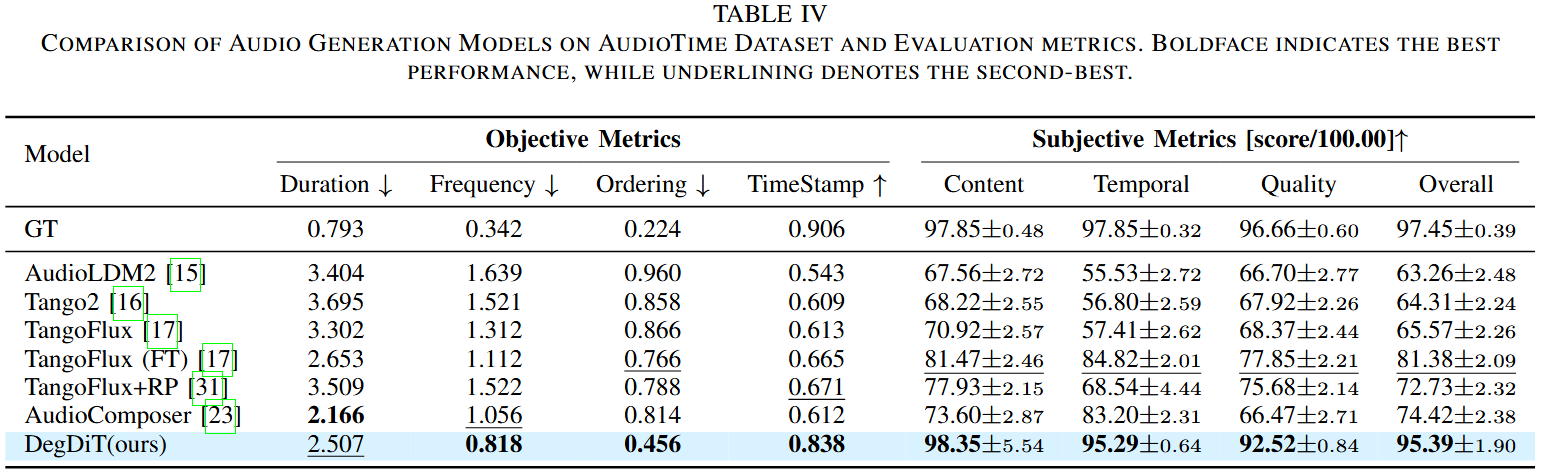 TABLE IV
COMPARISON OF AUDIO GENERATION MODELS ON AUDIOTIME DATASET AND EVALUATION METRICS. BOLDFACE INDICATES THE BEST
PERFORMANCE, WHILE UNDERLINING DENOTES THE SECOND-BEST.
Model Objective Metrics Subjective Metrics [score/100.00]↑
Duration ↓ Frequency ↓ Ordering ↓ TimeStamp ↑ Content Temporal Quality Overall
GT 0.793 0.342 0.224 0.906 97.85±0.48 97.85±0.32 96.66±0.60 97.45±0.39
AudioLDM2 [15] 3.404 1.639 0.960 0.543 67.56±2.72 55.53±2.72 66.70±2.77 63.26±2.48
Tango2 [16] 3.695 1.521 0.858 0.609 68.22±2.55 56.80±2.59 67.92±2.26 64.31±2.24
TangoFlux [17] 3.302 1.312 0.866 0.613 70.92±2.57 57.41±2.62 68.37±2.44 65.57±2.26
TangoFlux (FT) [17] 2.653 1.112 0.766 0.665 81.47±2.46 84.82±2.01 77.85±2.21 81.38±2.09
TangoFlux+RP [31] 3.509 1.522 0.788 0.671 77.93±2.15 68.54±4.44 75.68±2.14 72.73±2.32
AudioComposer [23] 2.166 1.056 0.814 0.612 73.60±2.87 83.20±2.31 66.47±2.71 74.42±2.38
DegDiT(ours) 2.507 0.818 0.456 0.838 98.35±5.54 95.29±0.64 92.52±0.84 95.39±1.90